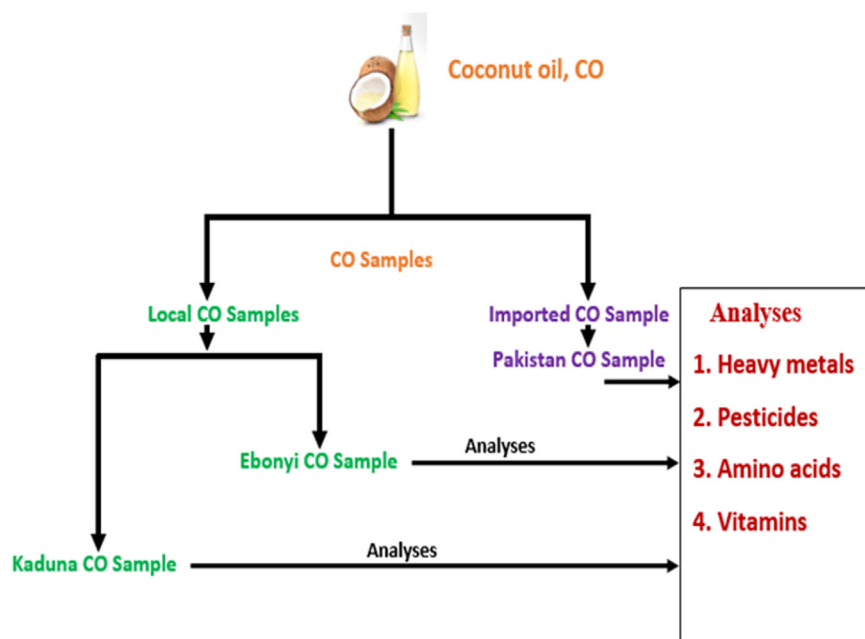 Coconut oil, CO
CO Samples
Local CO Samples
Imported CO Sample
Pakistan CO Sample
Ebonyi CO Sample
Analyses
Kaduna CO Sample
Analyses
Analyses
1. Heavy metals
2. Pesticides
3. Amino acids
4. Vitamins